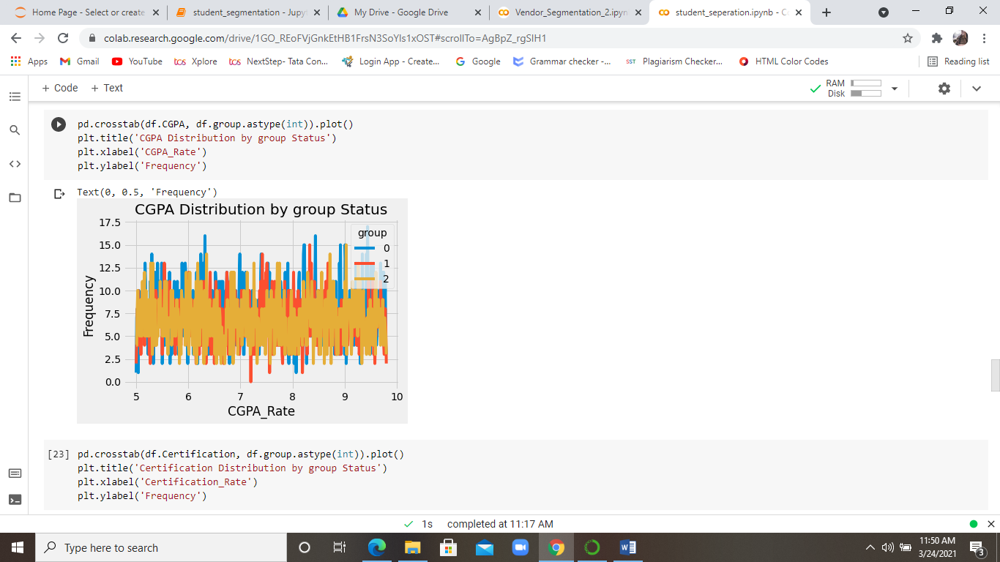 Home Page - Select or create
student_segmentation - Jupy
My Drive - Google Drive
Vendor_Segmentation_2.ipyn
student_seperation.ipynb - C
colab.research.google.com/drive/1GO_REoFVjGnkEtHB1FrsN3SoYls1xOST#scrollTo=AgBpZ_rgSIH1
Apps
Gmail
YouTube
tcs Xplore
tcs NextStep- Tata Con...
Login App - Create...
Google
Grammar checker -...
SST Plagiarism Checker...
HTML Color Codes
Reading list
+ Code + Text
RAM
Disk
pd.crosstab(df.CGPA, df.group.astype(int)).plot()
plt.title('CGPA Distribution by group Status')
plt.xlabel('CGPA_Rate')
plt.ylabel('Frequency')
Text(0, 0.5, 'Frequency')
CGPA Distribution by group Status
group
0
1
2
17.5
15.0
12.5
10.0
7.5
5.0
2.5
0.0
Frequency
5 6 7 8 9 10
CGPA_Rate
[23] pd.crosstab(df.Certification, df.group.astype(int)).plot()
plt.title('Certification Distribution by group Status')
plt.xlabel('Certification_Rate')
plt.ylabel('Frequency')
1s completed at 11:17 AM
Type here to search
11:50 AM
3/24/2021
3